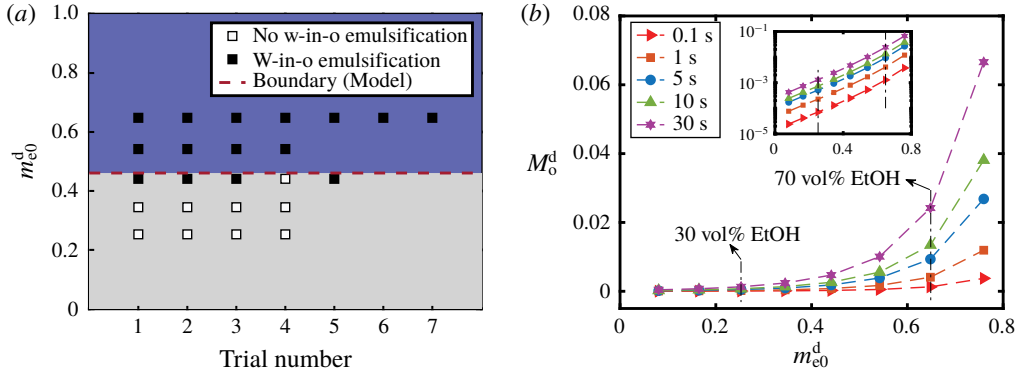 (a)
1.0
No w-in-o emulsification
W-in-o emulsification
Boundary (Model)
0.8
0.6
0.4
0.2
0
m_e0^d
1 2 3 4 5 6 7
Trial number
(b)
0.08
0.06
0.04
0.02
0
M_o^d
0.1 s
1 s
5 s
10 s
30 s
10^-1
10^-3
10^-5
0 0.4 0.8
70 vol% EtOH
30 vol% EtOH
0 0.2 0.4 0.6 0.8
m_e0^d